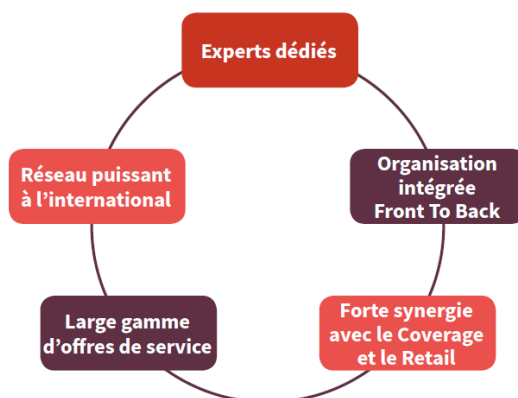 Experts dédiés
Réseau puissant
à l’international
Organisation
intégrée
Front To Back
Large gamme
d’offres de service
Forte synergie
avec le Coverage
et le Retail